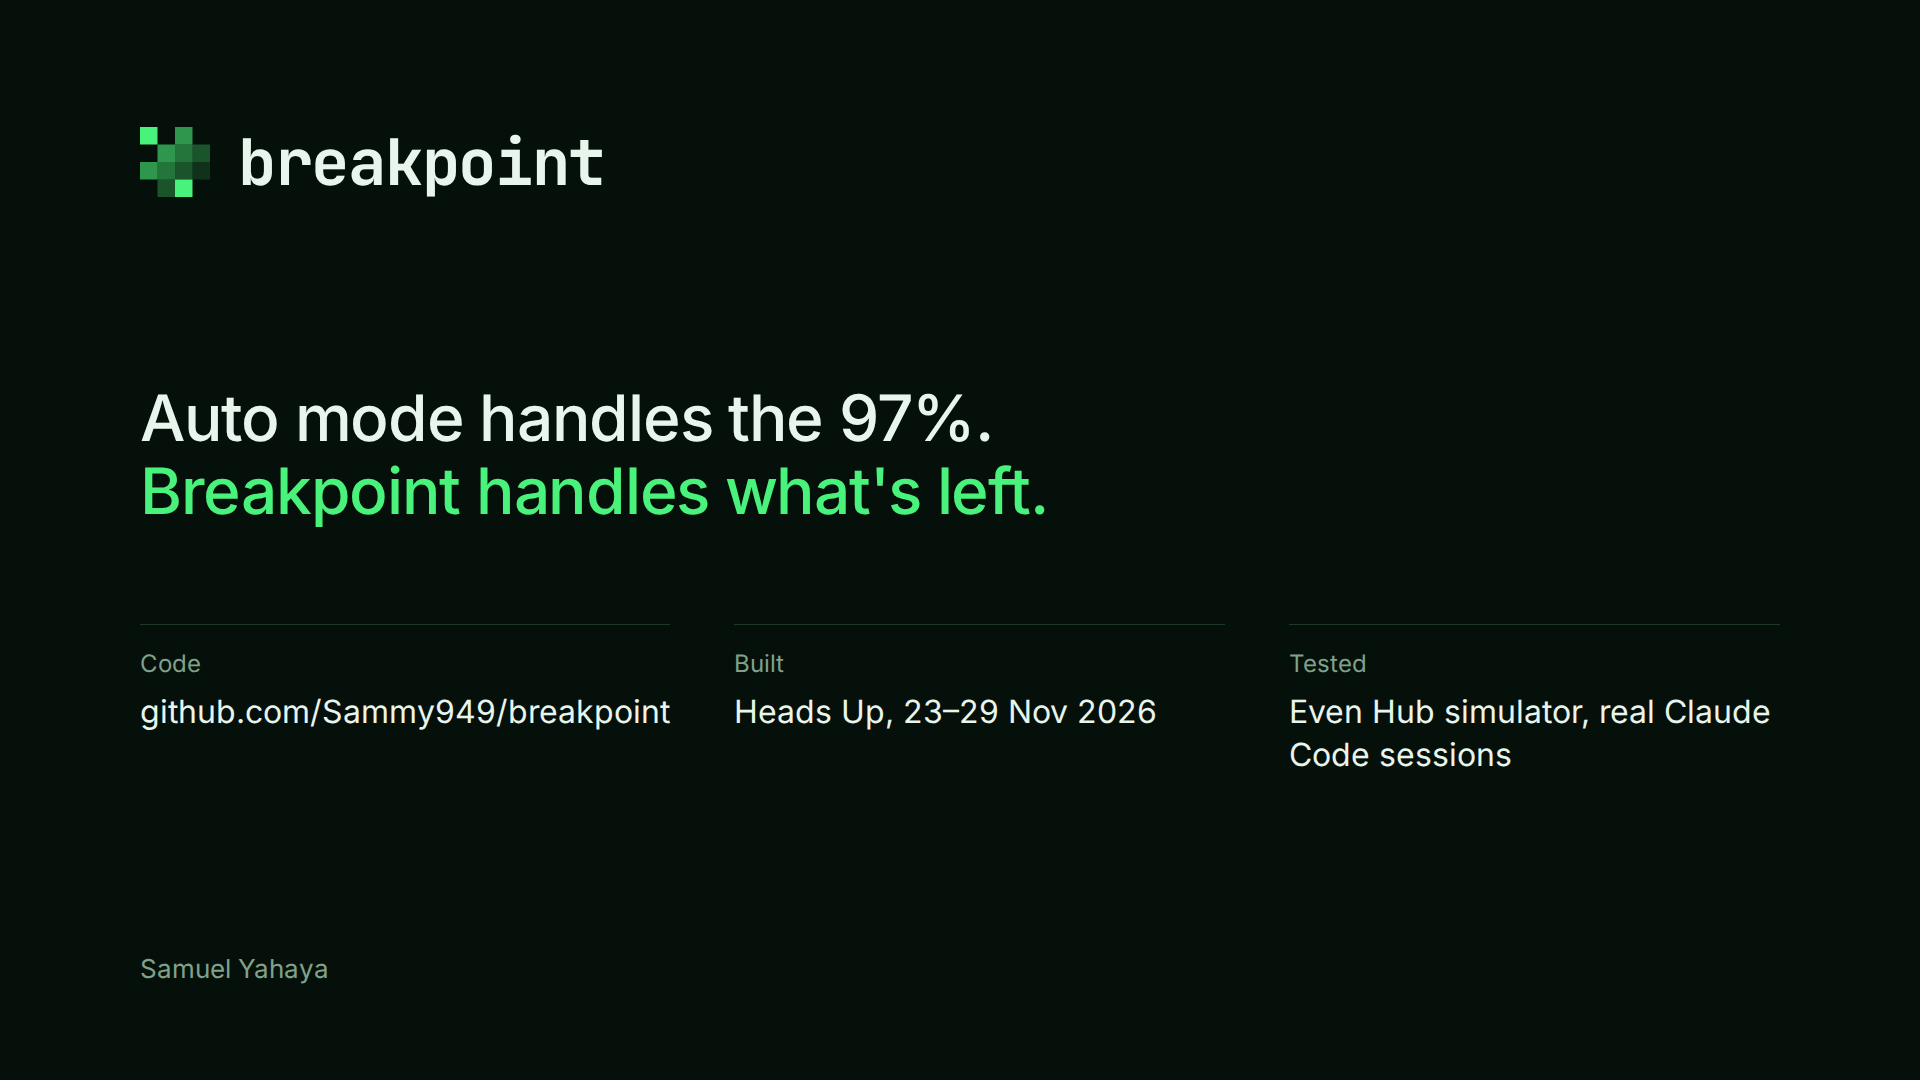 breakpoint
Auto mode handles the 97%.
Breakpoint handles what's left.
Code
github.com/Sammy949/breakpoint
Built
Heads Up, 23–29 Nov 2026
Tested
Even Hub simulator, real Claude
Code sessions
Samuel Yahaya